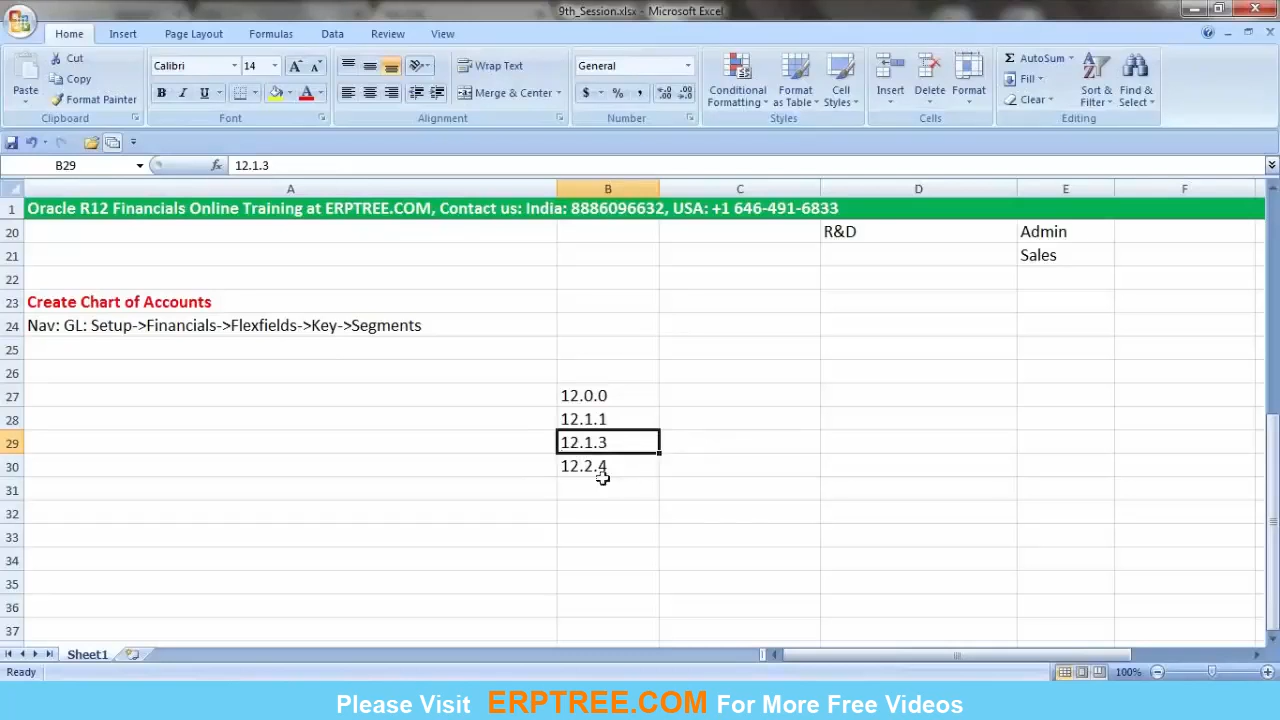 9th_Session.xlsx - Microsoft Excel
Home Insert Page Layout Formulas Data Review View
Paste
Cut
Copy
Format Painter
Clipboard
Calibri 14
B I U
Font
Wrap Text
Merge & Center
Alignment
General
$ % ,
Number
Conditional Formatting
Format as Table
Cell Styles
Styles
Insert Delete Format
Cells
Σ AutoSum
Fill
Clear
Sort & Filter
Find & Select
Editing
B29 fx 12.1.3
A B C D E F
1 Oracle R12 Financials Online Training at ERPTREE.COM, Contact us: India: 8886096632, USA: +1 646-491-6833
20 R&D Admin
21 Sales
22
23 Create Chart of Accounts
24 Nav: GL: Setup->Financials->Flexfields->Key->Segments
25
26
27 12.0.0
28 12.1.1
29 12.1.3
30 12.2.4
31
32
33
34
35
36
37
Sheet1
Ready 100%
Please Visit ERPTREE.COM For More Free Videos